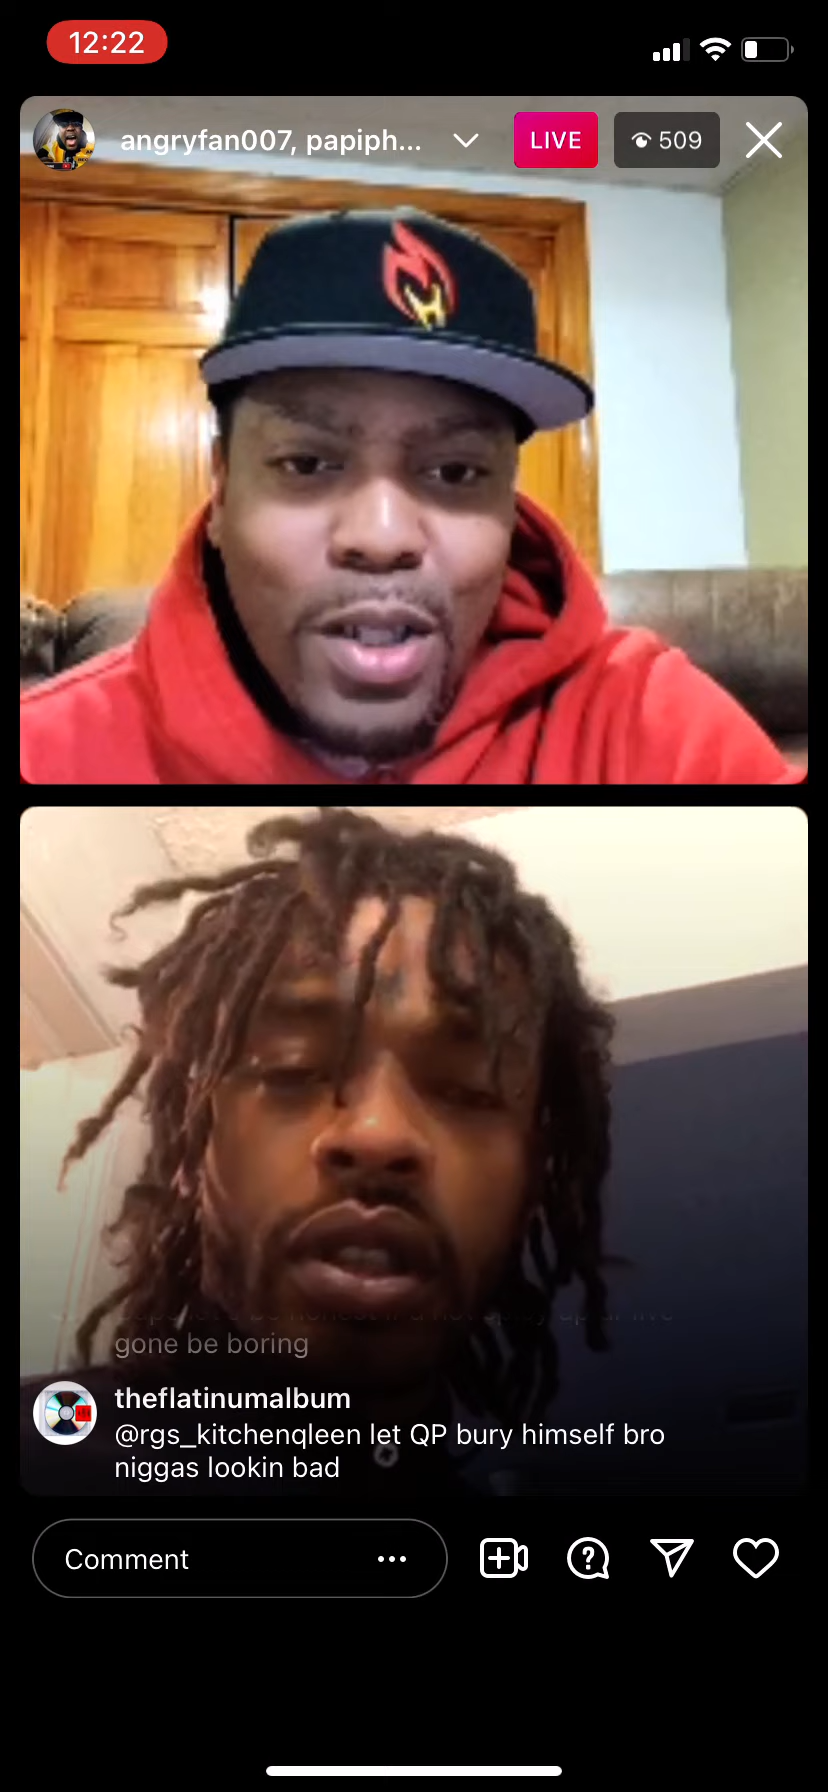 12:22
angryfan007, papiph...
LIVE
509
gone be boring
theflatinumalbum
@rgs_kitchenqleen let QP bury himself bro
niggas lookin bad
Comment